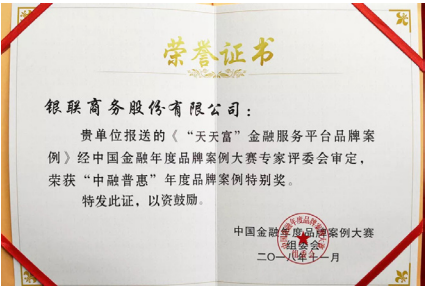 荣誉证书
银联商务股份有限公司：
贵单位报送的《“天天富”金融服务平台品牌案
例》经中国金融年度品牌案例大赛专家评委会审定，
荣获“中融普惠”年度品牌案例特别奖。
特发此证，以资鼓励。
中国金融年度品牌案例大赛
组委会
二〇一八年十一月